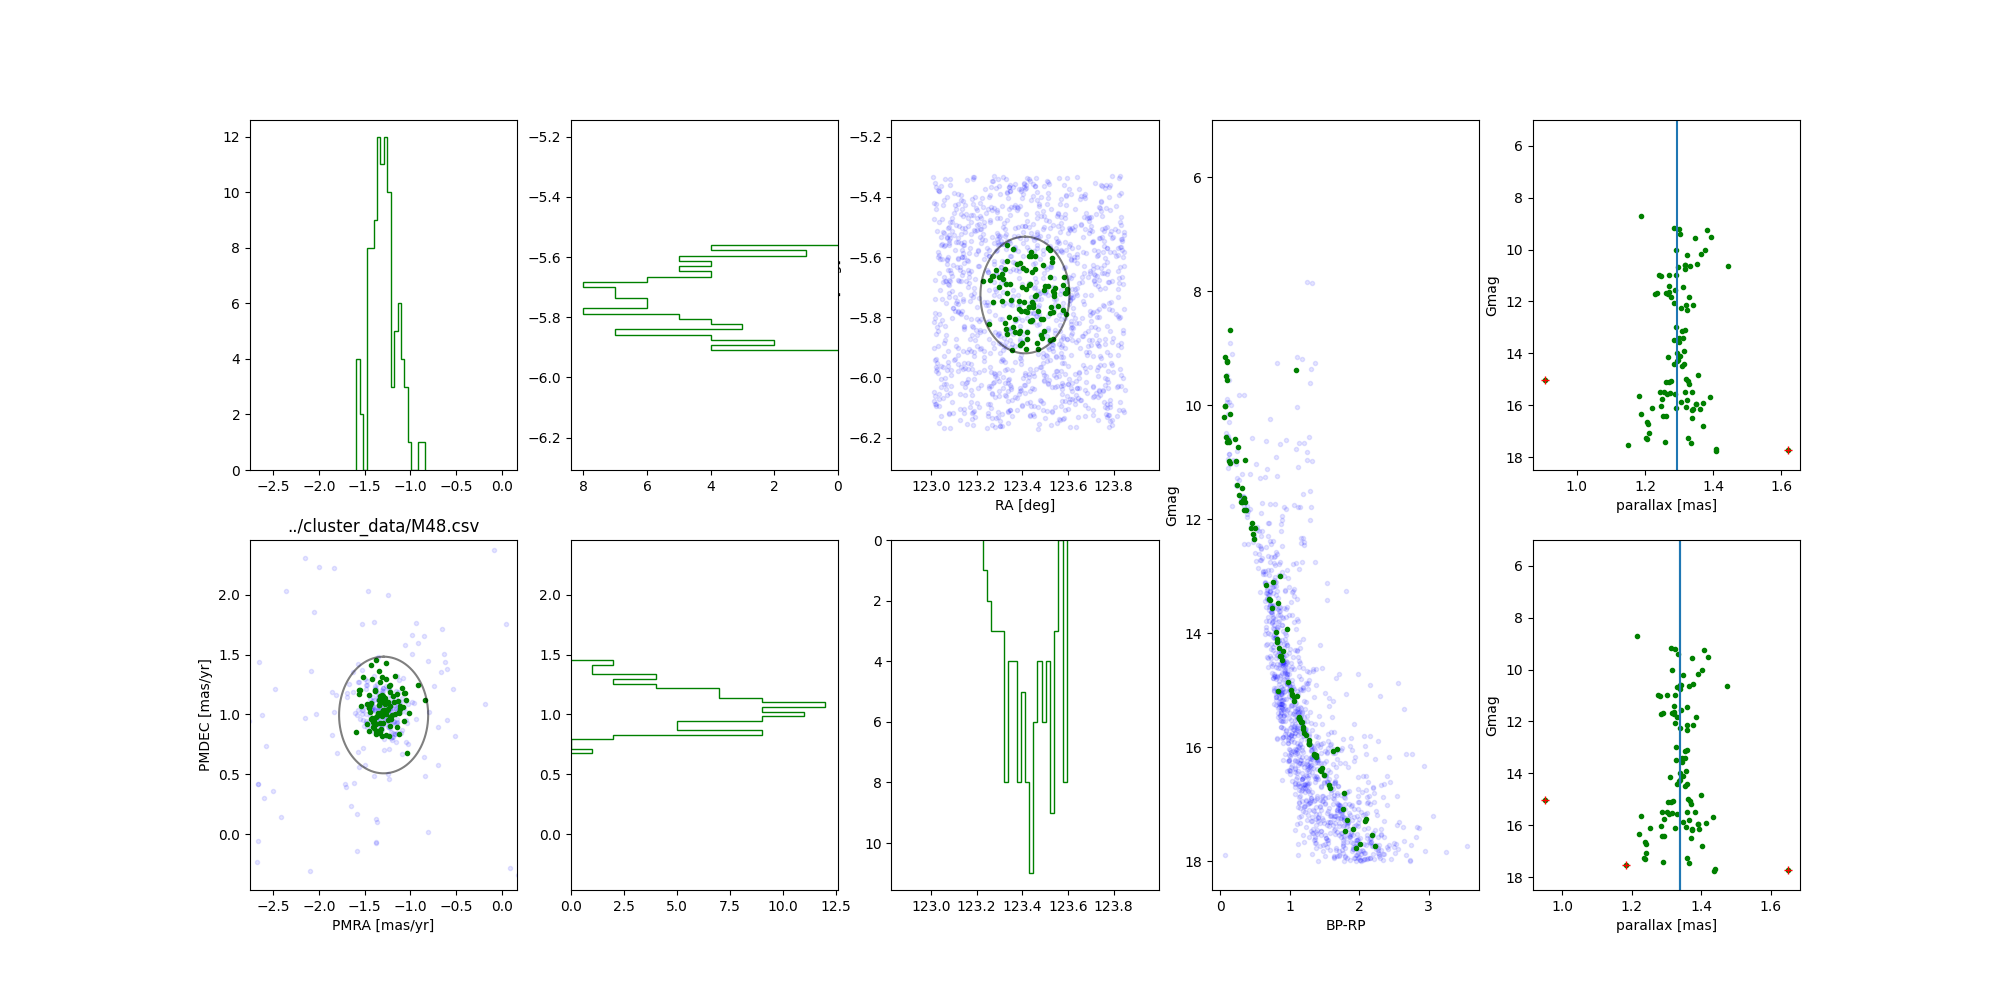 12
10
8
6
4
2
0
−2.5 −2.0 −1.5 −1.0 −0.5 0.0
−5.2
−5.4
−5.6
−5.8
−6.0
−6.2
8 6 4 2 0
−5.2
−5.4
−5.6
−5.8
−6.0
−6.2
123.0 123.2 123.4 123.6 123.8
RA [deg]
6
8
10
12
14
16
18
Gmag
0 1 2 3
BP-RP
6
8
10
12
14
16
18
Gmag
1.0 1.2 1.4 1.6
parallax [mas]
../cluster_data/M48.csv
2.0
1.5
1.0
0.5
0.0
PMDEC [mas/yr]
−2.5 −2.0 −1.5 −1.0 −0.5 0.0
PMRA [mas/yr]
2.0
1.5
1.0
0.5
0.0
0.0 2.5 5.0 7.5 10.0 12.5
0
2
4
6
8
10
123.0 123.2 123.4 123.6 123.8
6
8
10
12
14
16
18
Gmag
1.0 1.2 1.4 1.6
parallax [mas]